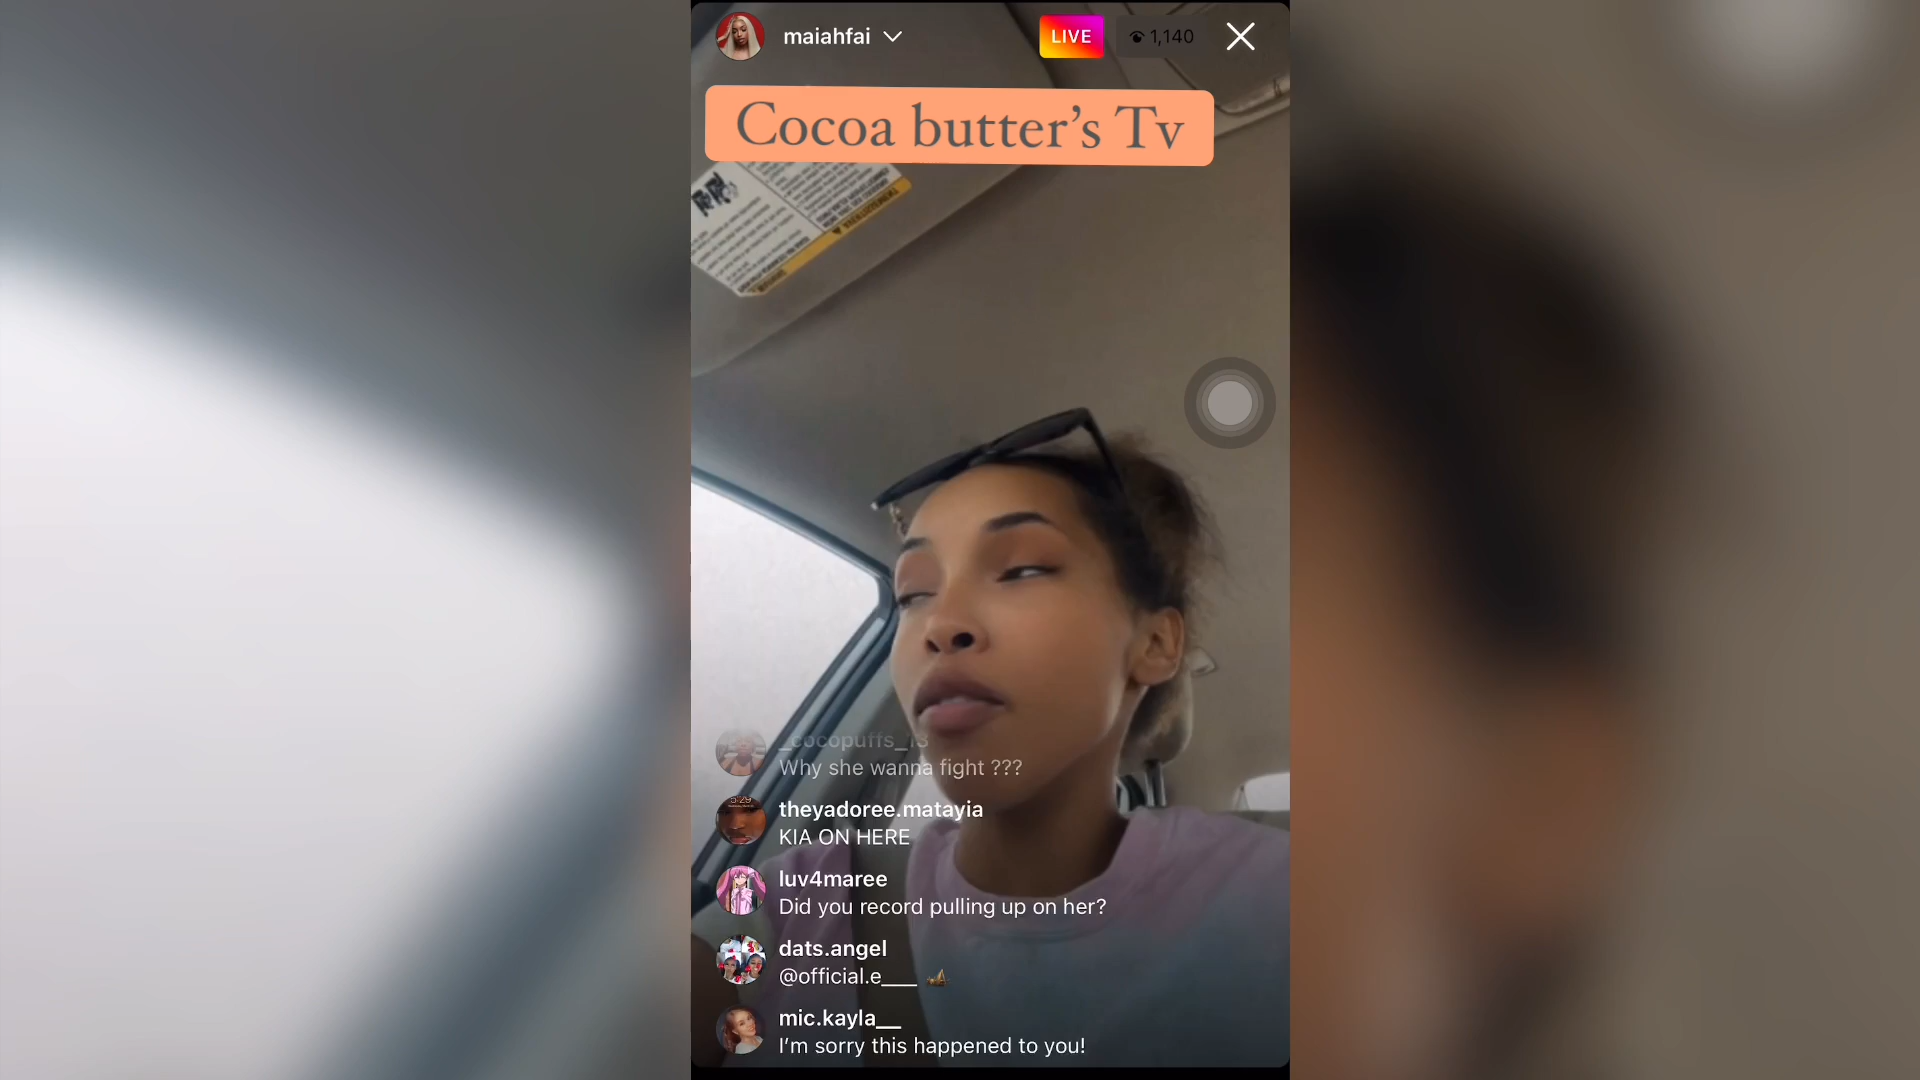 maiahfai
LIVE
1,140
Cocoa butter’s Tv
_cocopuffs_13
Why she wanna fight ???
theyadoree.matayia
KIA ON HERE
luv4maree
Did you record pulling up on her?
dats.angel
@official.e___
mic.kayla__
I’m sorry this happened to you!